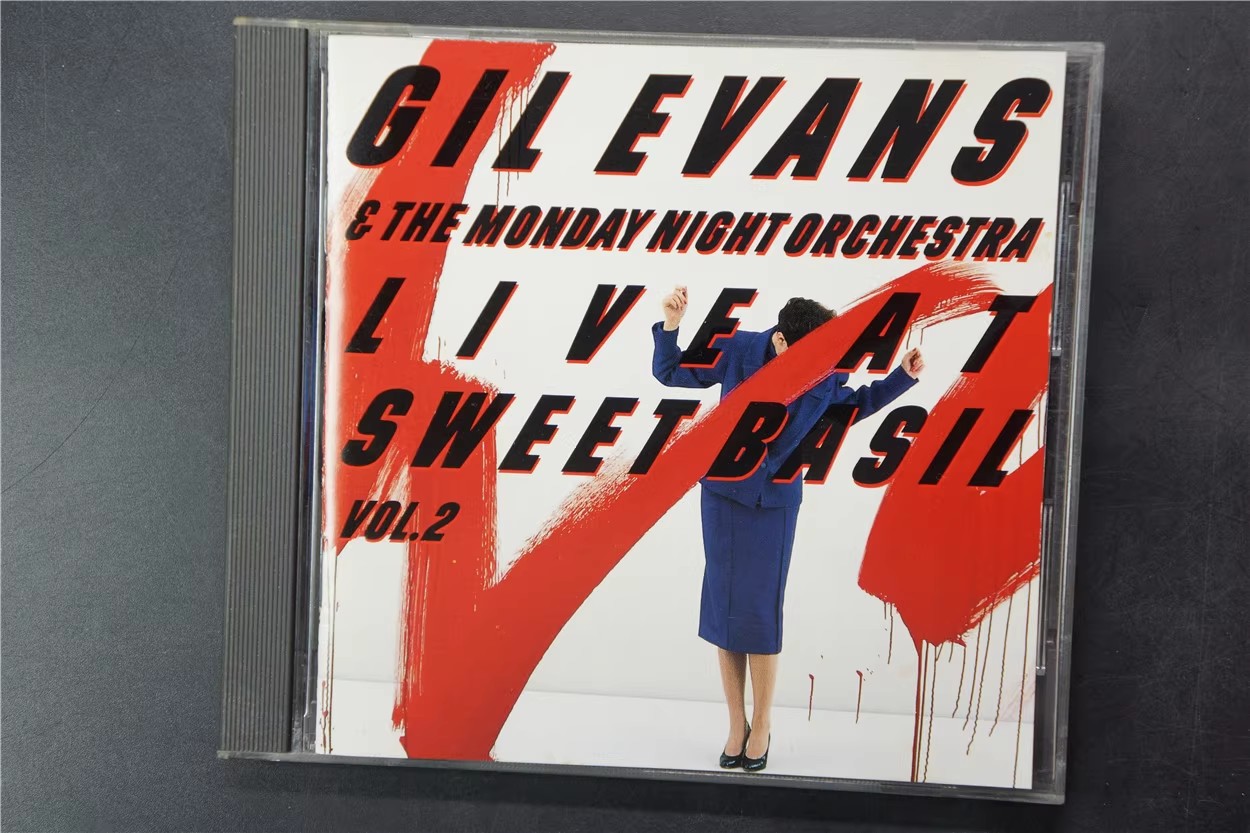 GIL EVANS
& THE MONDAY NIGHT ORCHESTRA
LIVE AT
SWEET BASIL
VOL.2